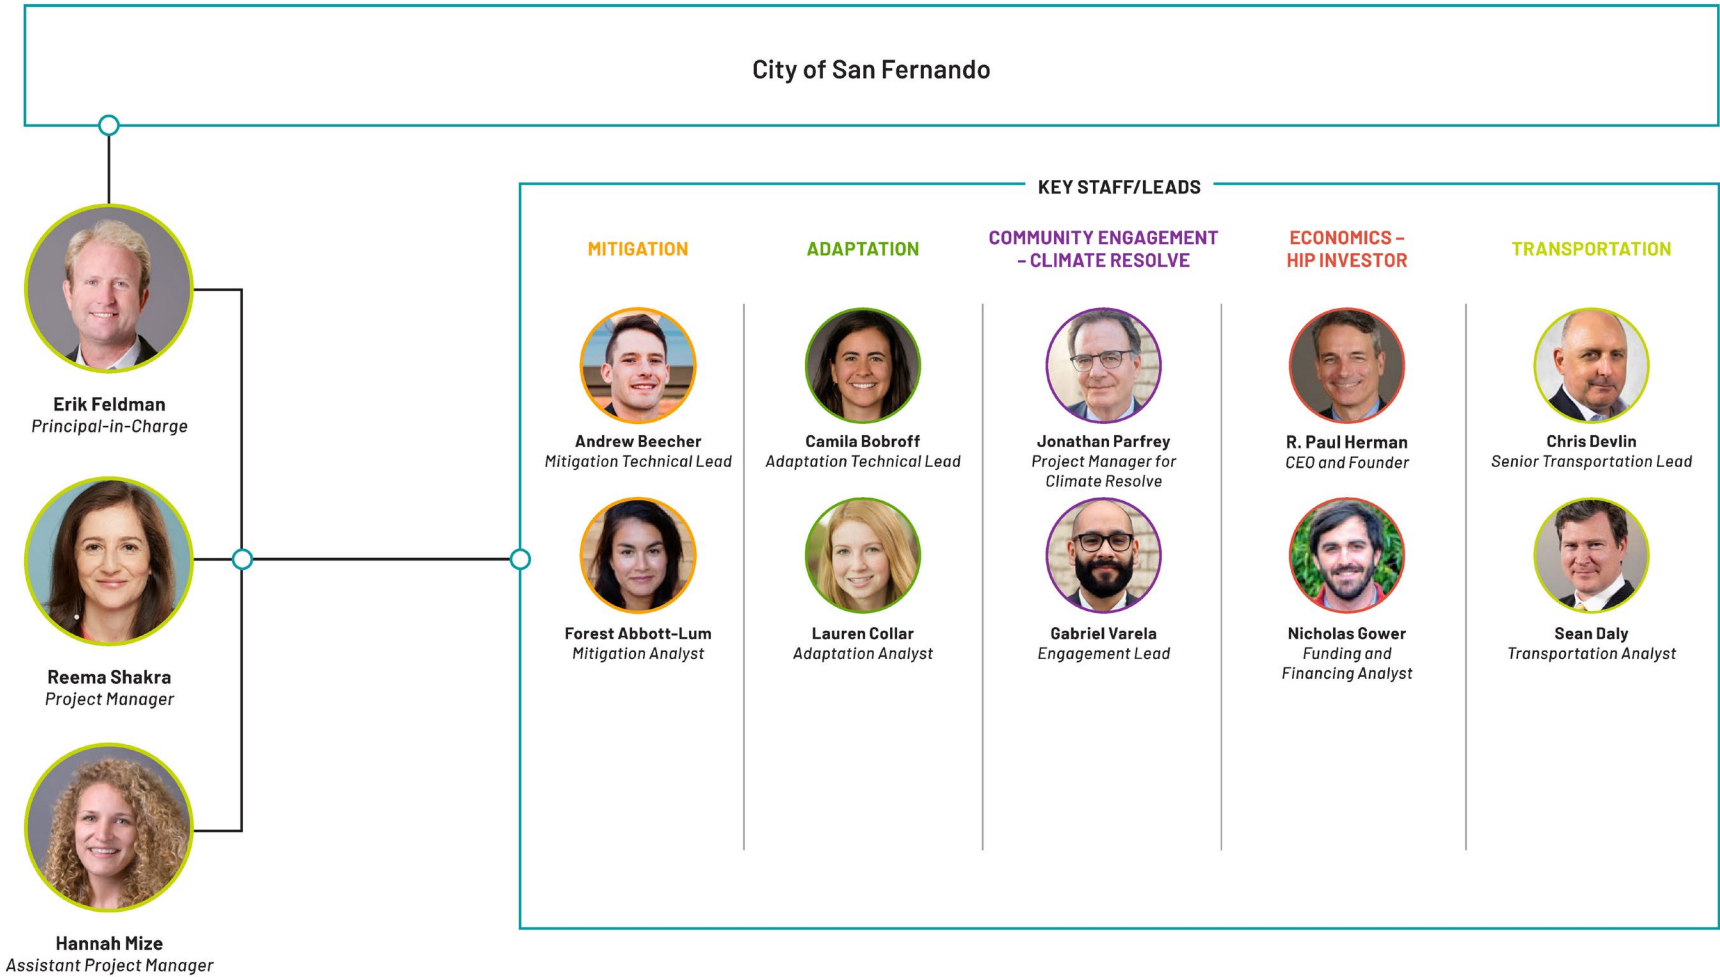 City of San Fernando
Erik Feldman
Principal-in-Charge
Reema Shakra
Project Manager
Hannah Mize
Assistant Project Manager
KEY STAFF/LEADS
MITIGATION
Andrew Beecher
Mitigation Technical Lead
Forest Abbott-Lum
Mitigation Analyst
ADAPTATION
Camila Bobroff
Adaptation Technical Lead
Lauren Collar
Adaptation Analyst
COMMUNITY ENGAGEMENT
– CLIMATE RESOLVE
Jonathan Parfrey
Project Manager for
Climate Resolve
Gabriel Varela
Engagement Lead
ECONOMICS –
HIP INVESTOR
R. Paul Herman
CEO and Founder
Nicholas Gower
Funding and
Financing Analyst
TRANSPORTATION
Chris Devlin
Senior Transportation Lead
Sean Daly
Transportation Analyst